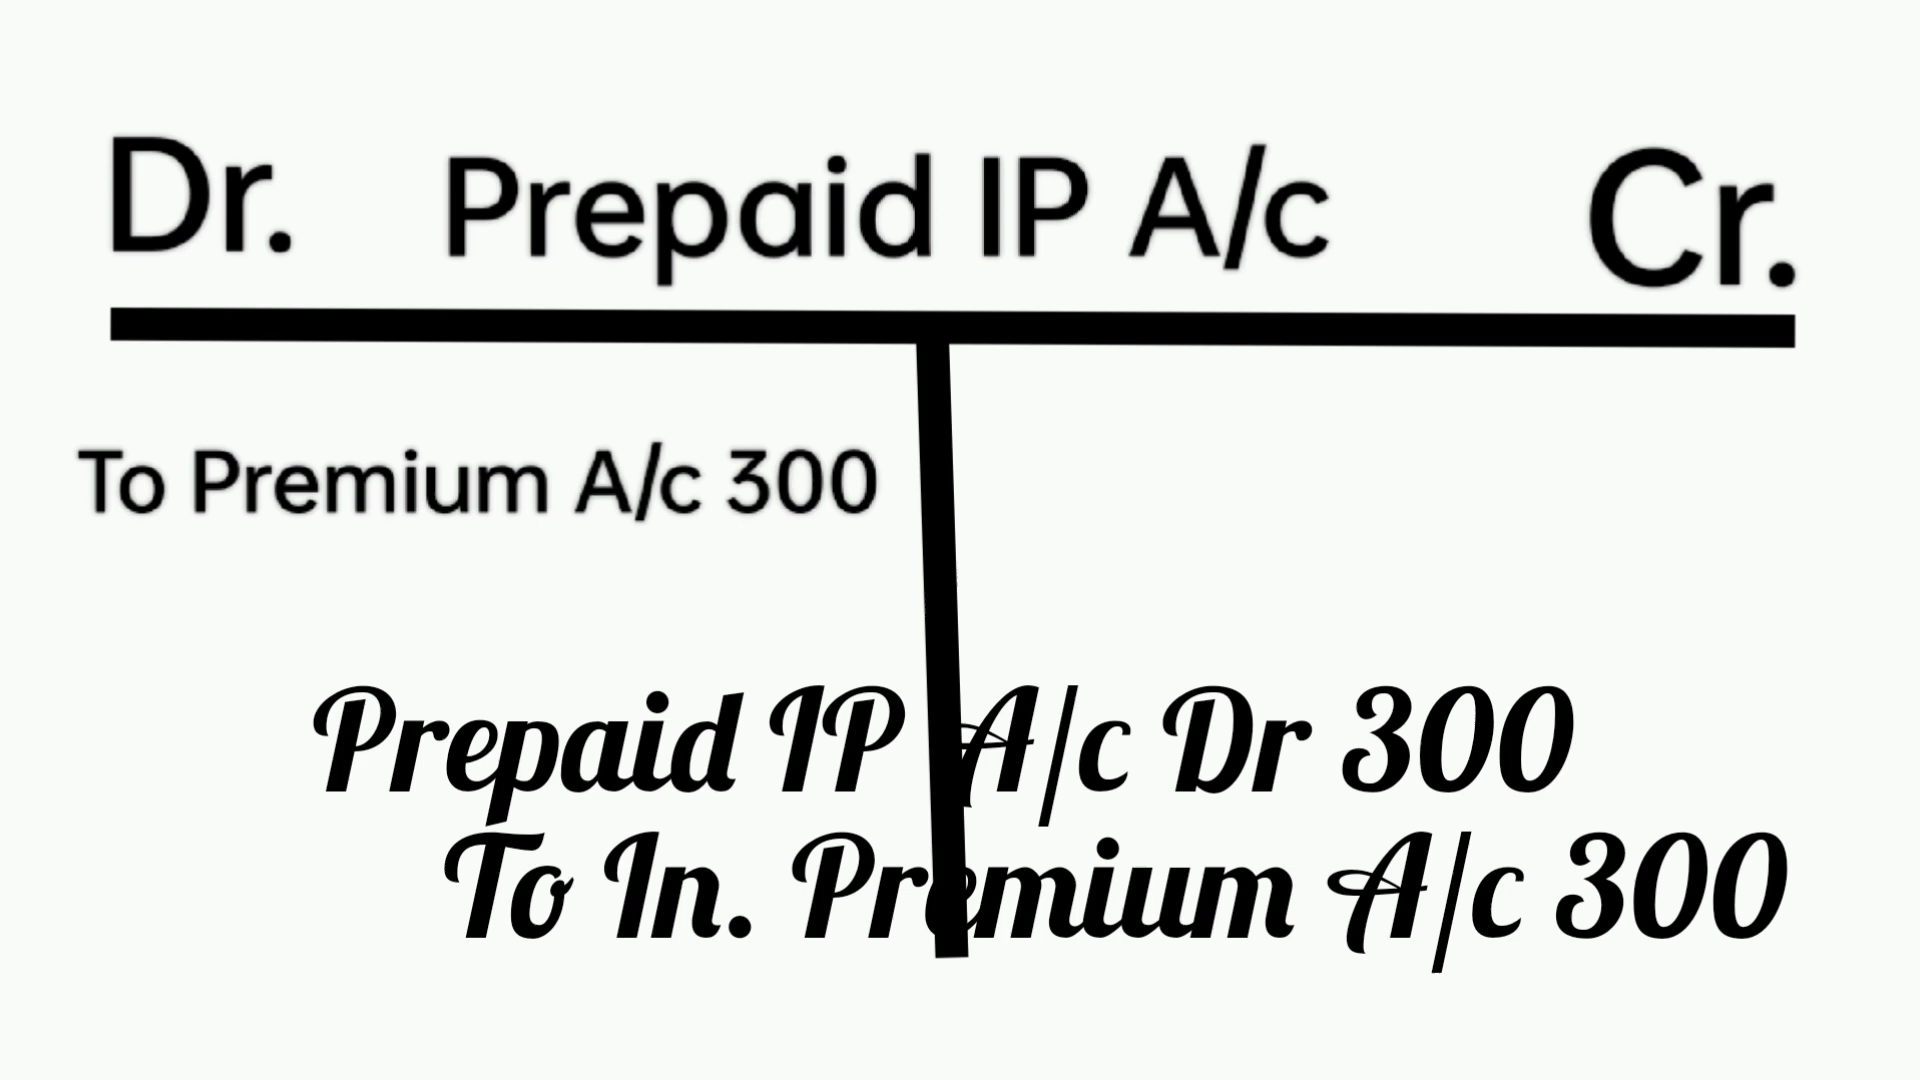 Dr. Prepaid IP A/c Cr.
To Premium A/c 300
Prepaid IP A/c Dr 300
To In. Premium A/c 300